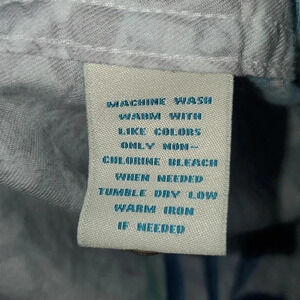 MACHINE WASH
WARM WITH
LIKE COLORS
ONLY NON-
CHLORINE BLEACH
WHEN NEEDED
TUMBLE DRY LOW
WARM IRON
IF NEEDED